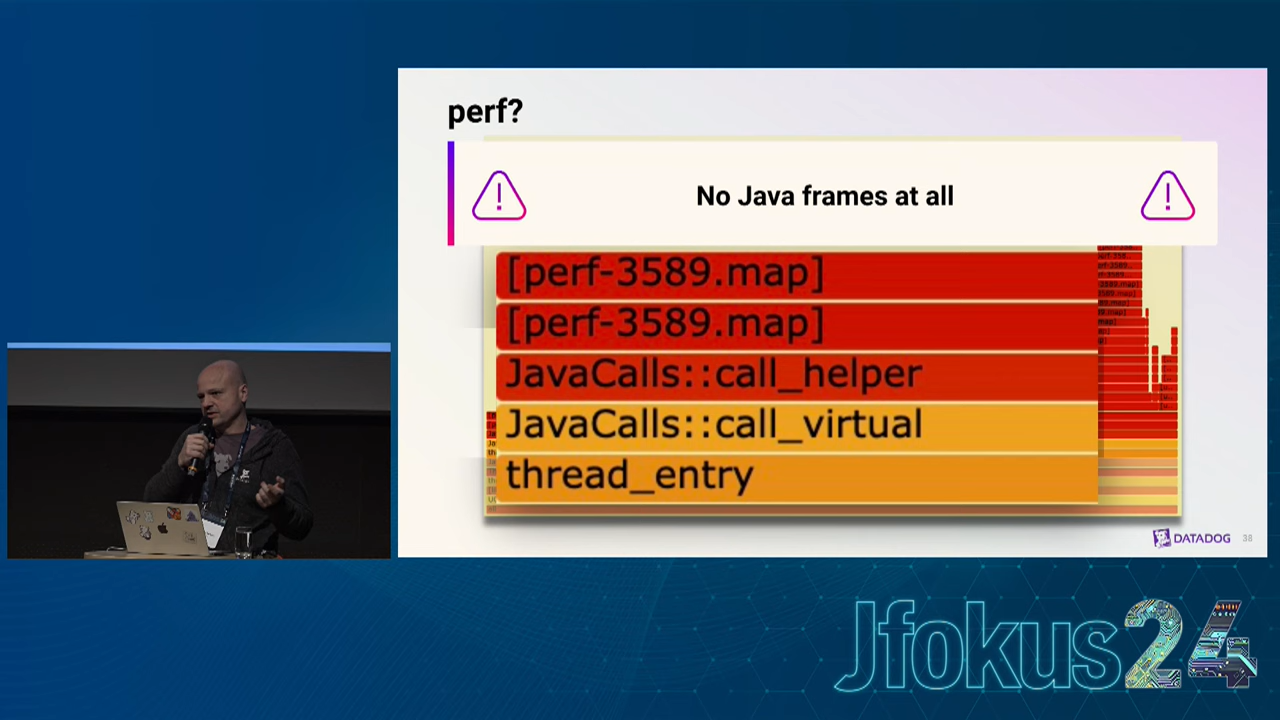 perf?
No Java frames at all
[perf-3589.map]
[perf-3589.map]
JavaCalls::call_helper
JavaCalls::call_virtual
thread_entry
DATADOG 38
Jfokus24